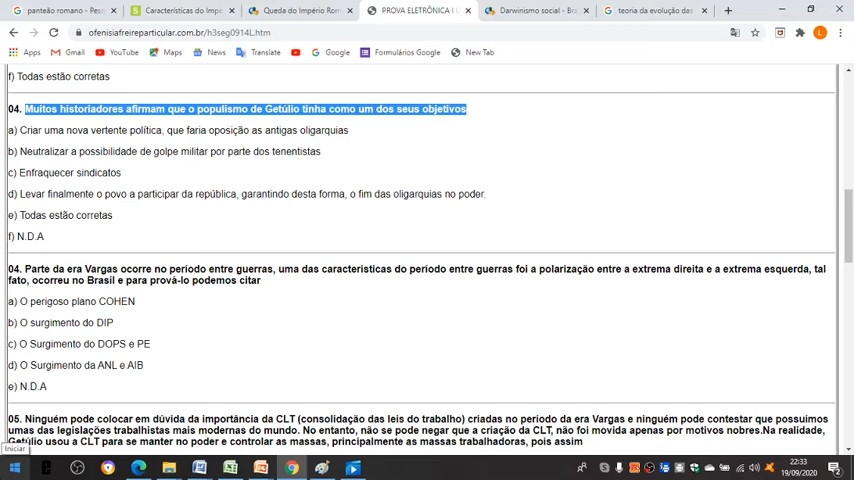 panteão romano - Pesq
Características do Impé
Queda do Império Rom
PROVA ELETRÔNICA I U
Darwinismo social - Bra
teoria da evolução das
ofenisiafreireparticular.com.br/h3seg0914L.htm
Apps
Gmail
YouTube
Maps
News
Translate
Google
Formulários Google
New Tab
f) Todas estão corretas
04. Muitos historiadores afirmam que o populismo de Getúlio tinha como um dos seus objetivos
a) Criar uma nova vertente política, que faria oposição as antigas oligarquias
b) Neutralizar a possibilidade de golpe militar por parte dos tenentistas
c) Enfraquecer sindicatos
d) Levar finalmente o povo a participar da república, garantindo desta forma, o fim das oligarquias no poder.
e) Todas estão corretas
f) N.D.A
04. Parte da era Vargas ocorre no período entre guerras, uma das características do período entre guerras foi a polarização entre a extrema direita e a extrema esquerda, tal
fato, ocorreu no Brasil e para prová-lo podemos citar
a) O perigoso plano COHEN
b) O surgimento do DIP
c) O Surgimento do DOPS e PE
d) O Surgimento da ANL e AIB
e) N.D.A
05. Ninguém pode colocar em dúvida da importância da CLT (consolidação das leis do trabalho) criadas no período da era Vargas e ninguém pode contestar que possuímos
umas das legislações trabalhistas mais modernas do mundo. No entanto, não se pode negar que a criação da CLT, não foi movida apenas por motivos nobres.Na realidade,
Getúlio usou a CLT para se manter no poder e controlar as massas, principalmente as massas trabalhadoras, pois assim
Iniciar
22:33
19/09/2020